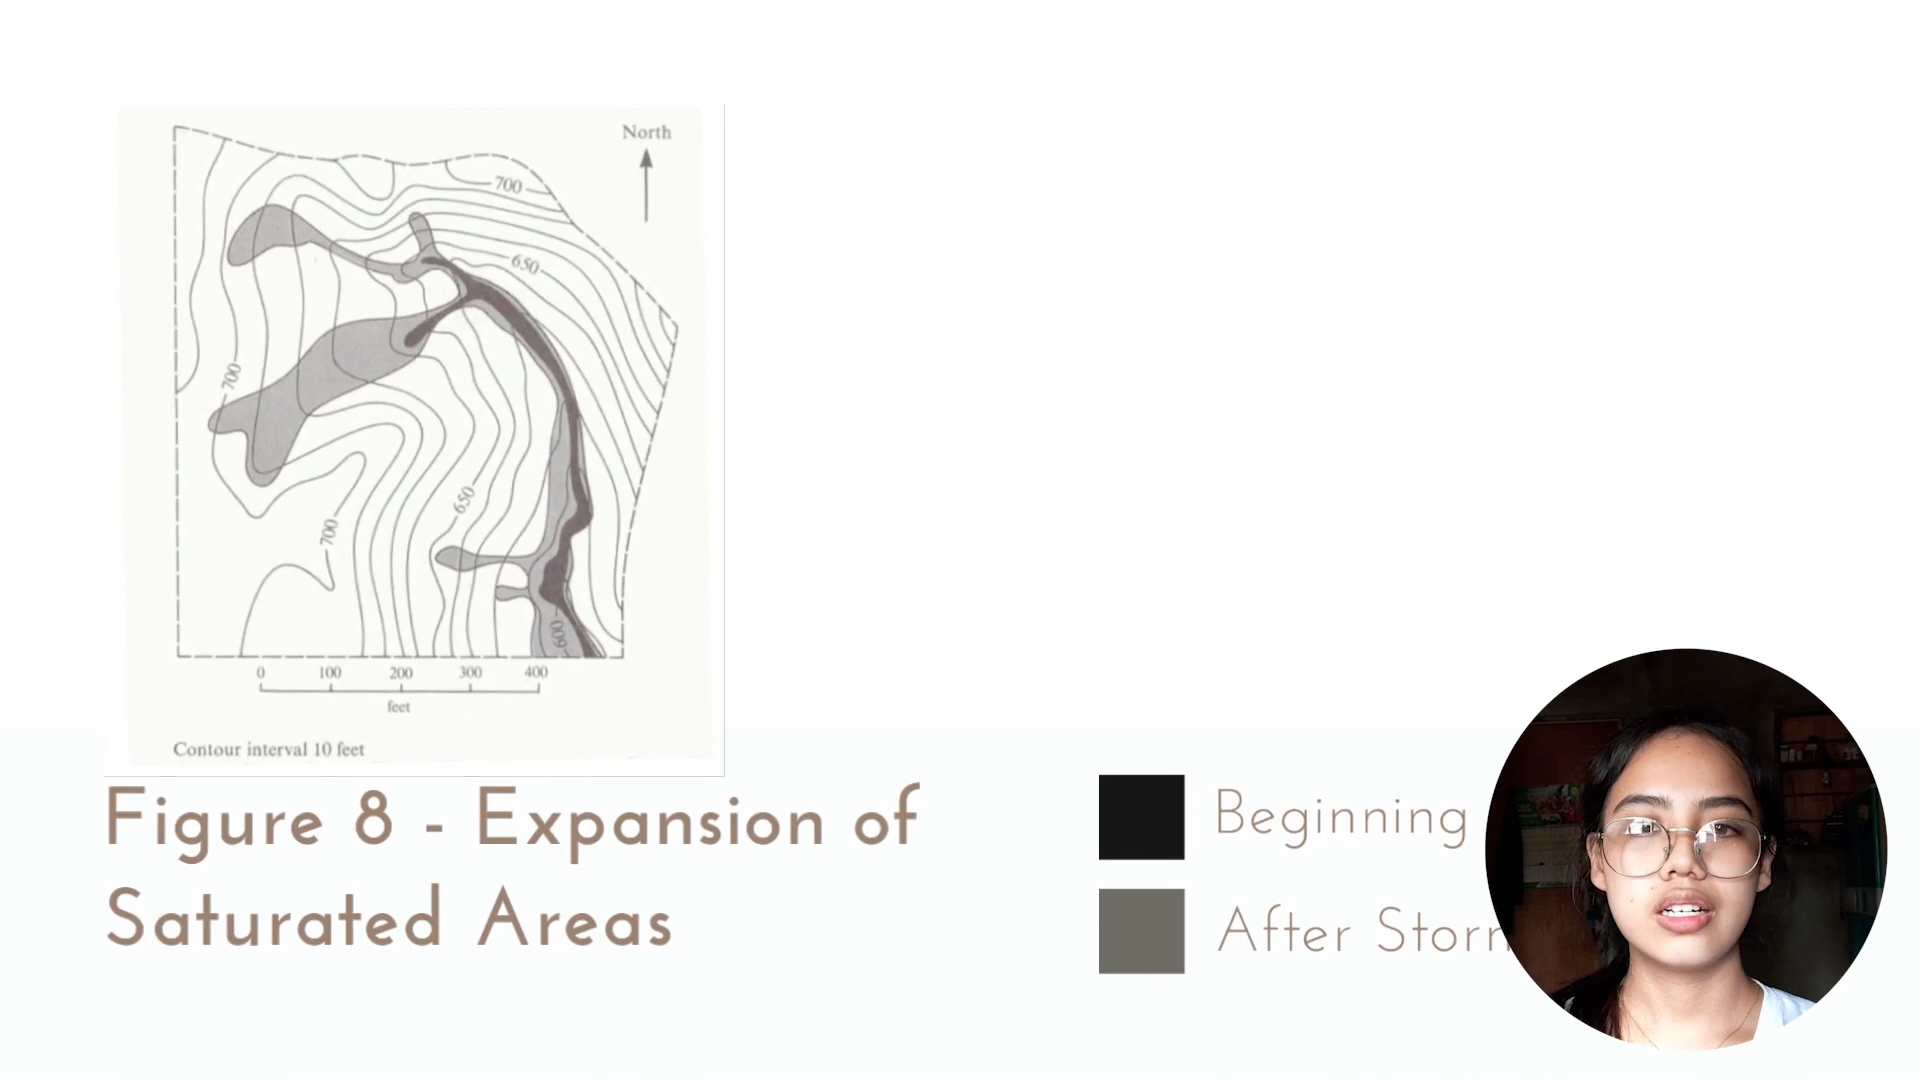 North
700
650
700
650
700
600
0 100 200 300 400
feet
Contour interval 10 feet
Figure 8 - Expansion of
Saturated Areas
Beginning
After Storm